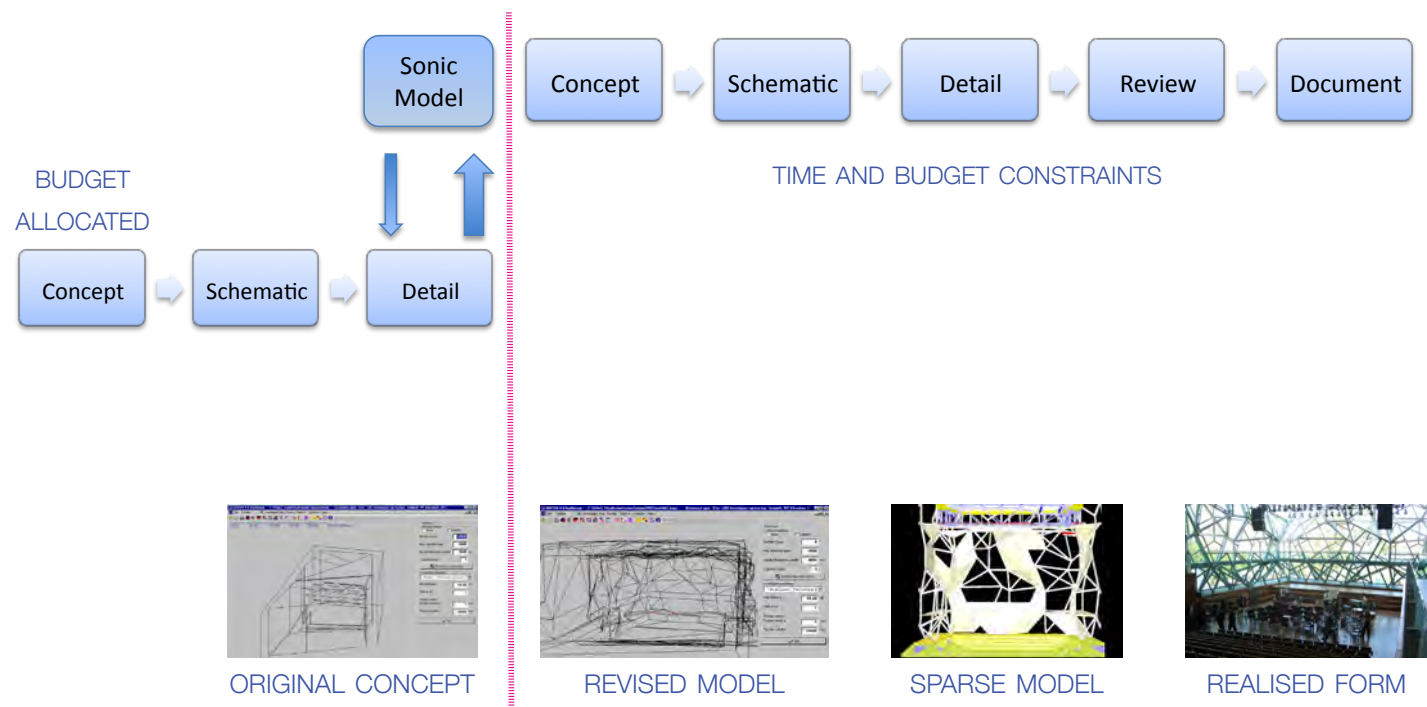 Sonic
Model
BUDGET
ALLOCATED
Concept
Schematic
Detail
Concept
Schematic
Detail
Review
Document
TIME AND BUDGET CONSTRAINTS
ORIGINAL CONCEPT
REVISED MODEL
SPARSE MODEL
REALISED FORM